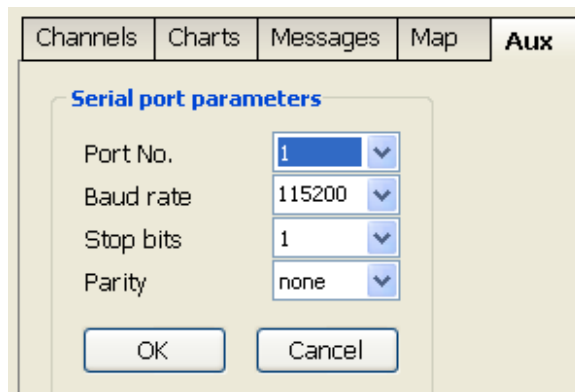 Channels Charts Messages Map Aux
Serial port parameters
Port No. 1
Baud rate 115200
Stop bits 1
Parity none
OK Cancel